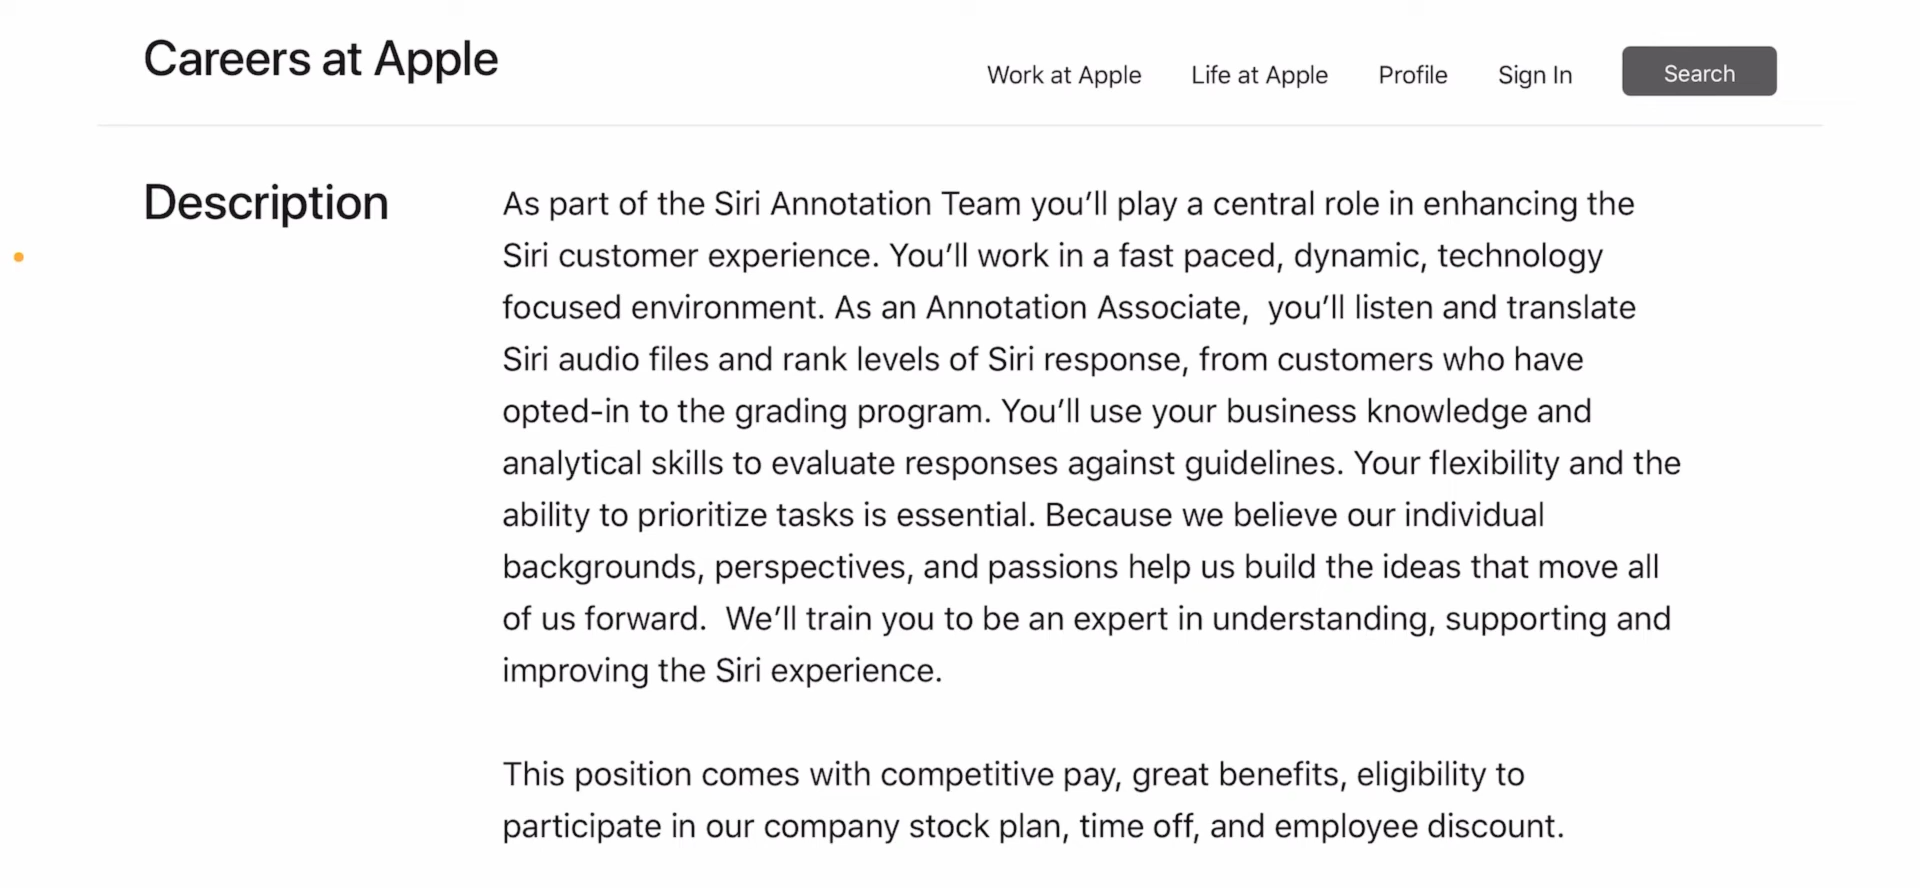 Careers at Apple
Work at Apple Life at Apple Profile Sign In Search
Description
As part of the Siri Annotation Team you’ll play a central role in enhancing the
Siri customer experience. You’ll work in a fast paced, dynamic, technology
focused environment. As an Annotation Associate,  you’ll listen and translate
Siri audio files and rank levels of Siri response, from customers who have
opted-in to the grading program. You’ll use your business knowledge and
analytical skills to evaluate responses against guidelines. Your flexibility and the
ability to prioritize tasks is essential. Because we believe our individual
backgrounds, perspectives, and passions help us build the ideas that move all
of us forward.  We’ll train you to be an expert in understanding, supporting and
improving the Siri experience.
This position comes with competitive pay, great benefits, eligibility to
participate in our company stock plan, time off, and employee discount.